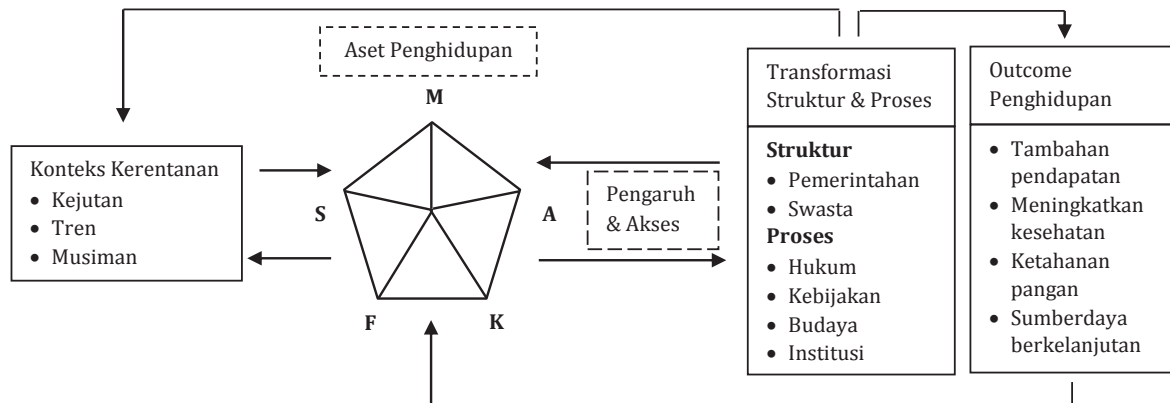 Aset Penghidupan
M
S
A
F
K
Konteks Kerentanan
• Kejutan
• Tren
• Musiman
Pengaruh
& Akses
Transformasi
Struktur & Proses
Struktur
• Pemerintahan
• Swasta
Proses
• Hukum
• Kebijakan
• Budaya
• Institusi
Outcome
Penghidupan
• Tambahan
pendapatan
• Meningkatkan
kesehatan
• Ketahanan
pangan
• Sumberdaya
berkelanjutan